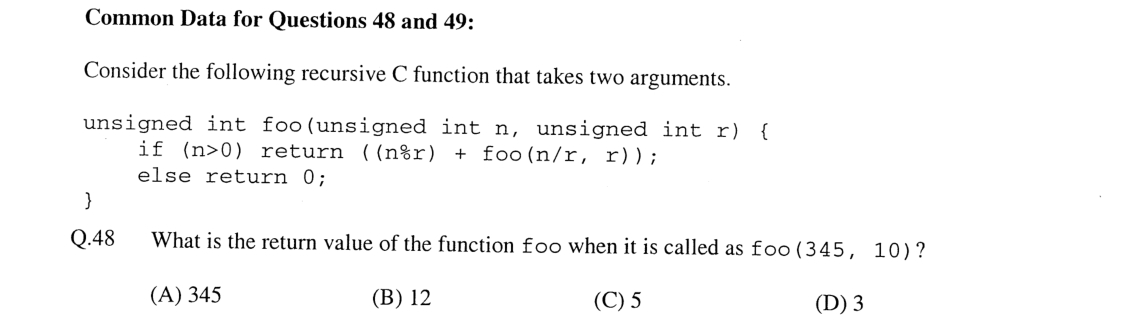 Common Data for Questions 48 and 49:
Consider the following recursive C function that takes two arguments.
unsigned int foo(unsigned int n, unsigned int r) {
if (n>0) return ((n%r) + foo(n/r, r));
else return 0;
}
Q.48 What is the return value of the function foo when it is called as foo(345, 10)?
(A) 345 (B) 12 (C) 5 (D) 3